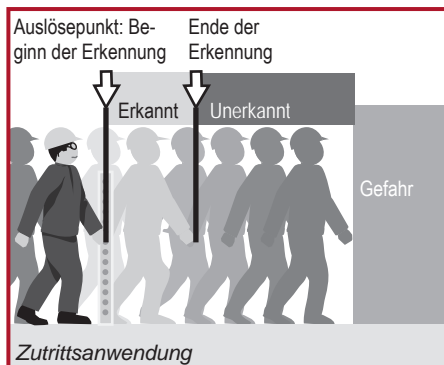 Auslösepunkt: Be-
ginn der Erkennung
Ende der
Erkennung
Erkannt
Unerkannt
Gefahr
Zutrittsanwendung